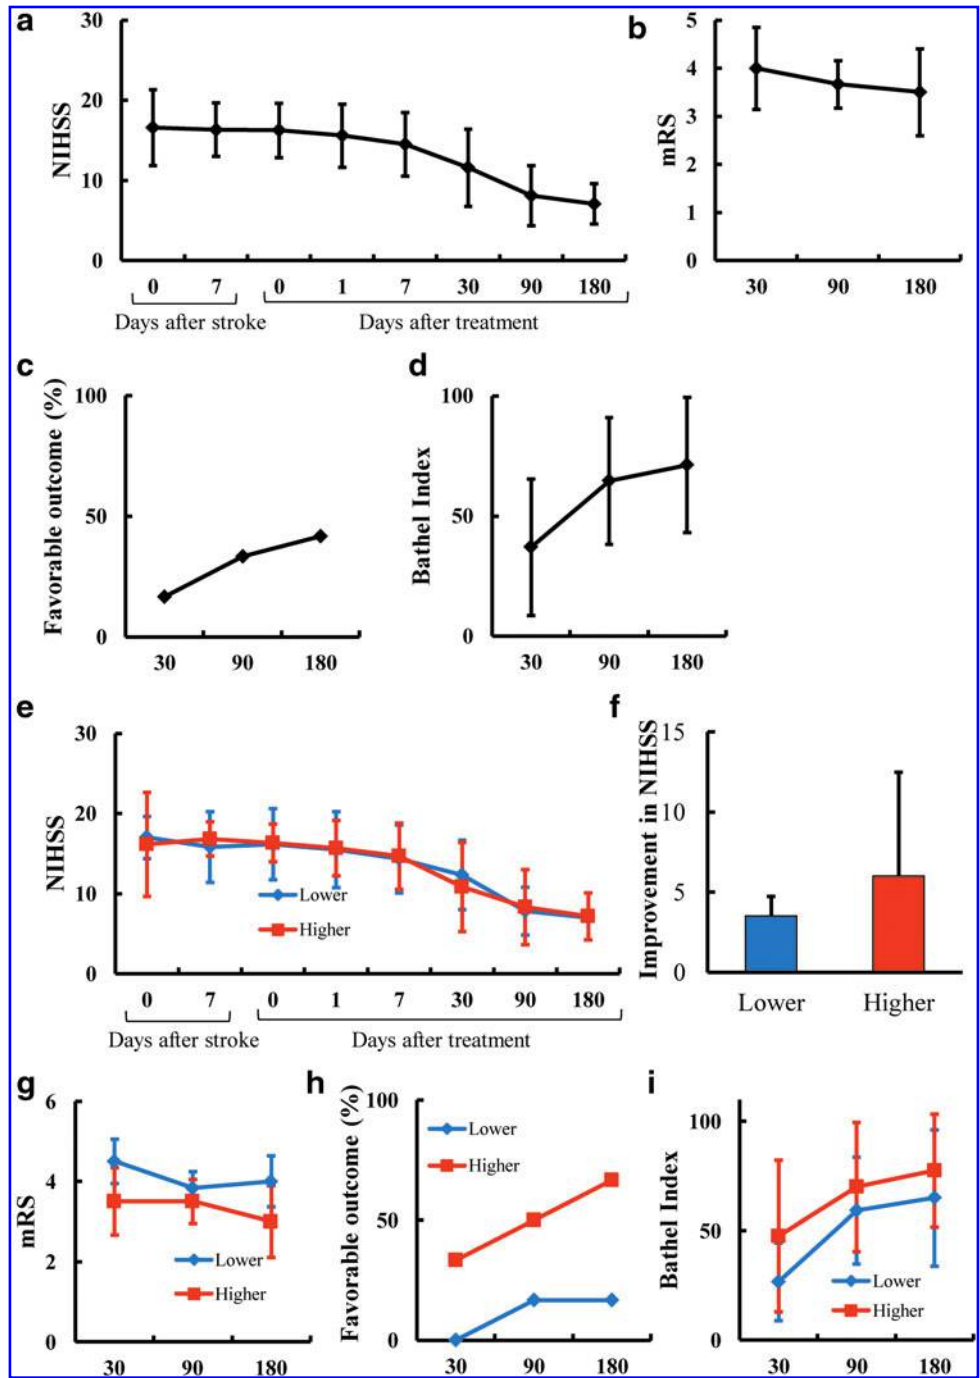 a
NIHSS
30
20
10
0
0 7 0 1 7 30 90 180
Days after stroke Days after treatment
b
mRS
5
4
3
2
1
0
30 90 180
c
Favorable outcome (%)
100
50
0
30 90 180
d
Bathel Index
100
50
0
30 90 180
e
NIHSS
30
20
10
0
Lower
Higher
0 7 0 1 7 30 90 180
Days after stroke Days after treatment
f
Improvement in NIHSS
15
10
5
0
Lower Higher
g
mRS
6
4
2
0
Lower
Higher
30 90 180
h
Favorable outcome (%)
100
50
0
Lower
Higher
30 90 180
i
Bathel Index
100
50
0
Lower
Higher
30 90 180